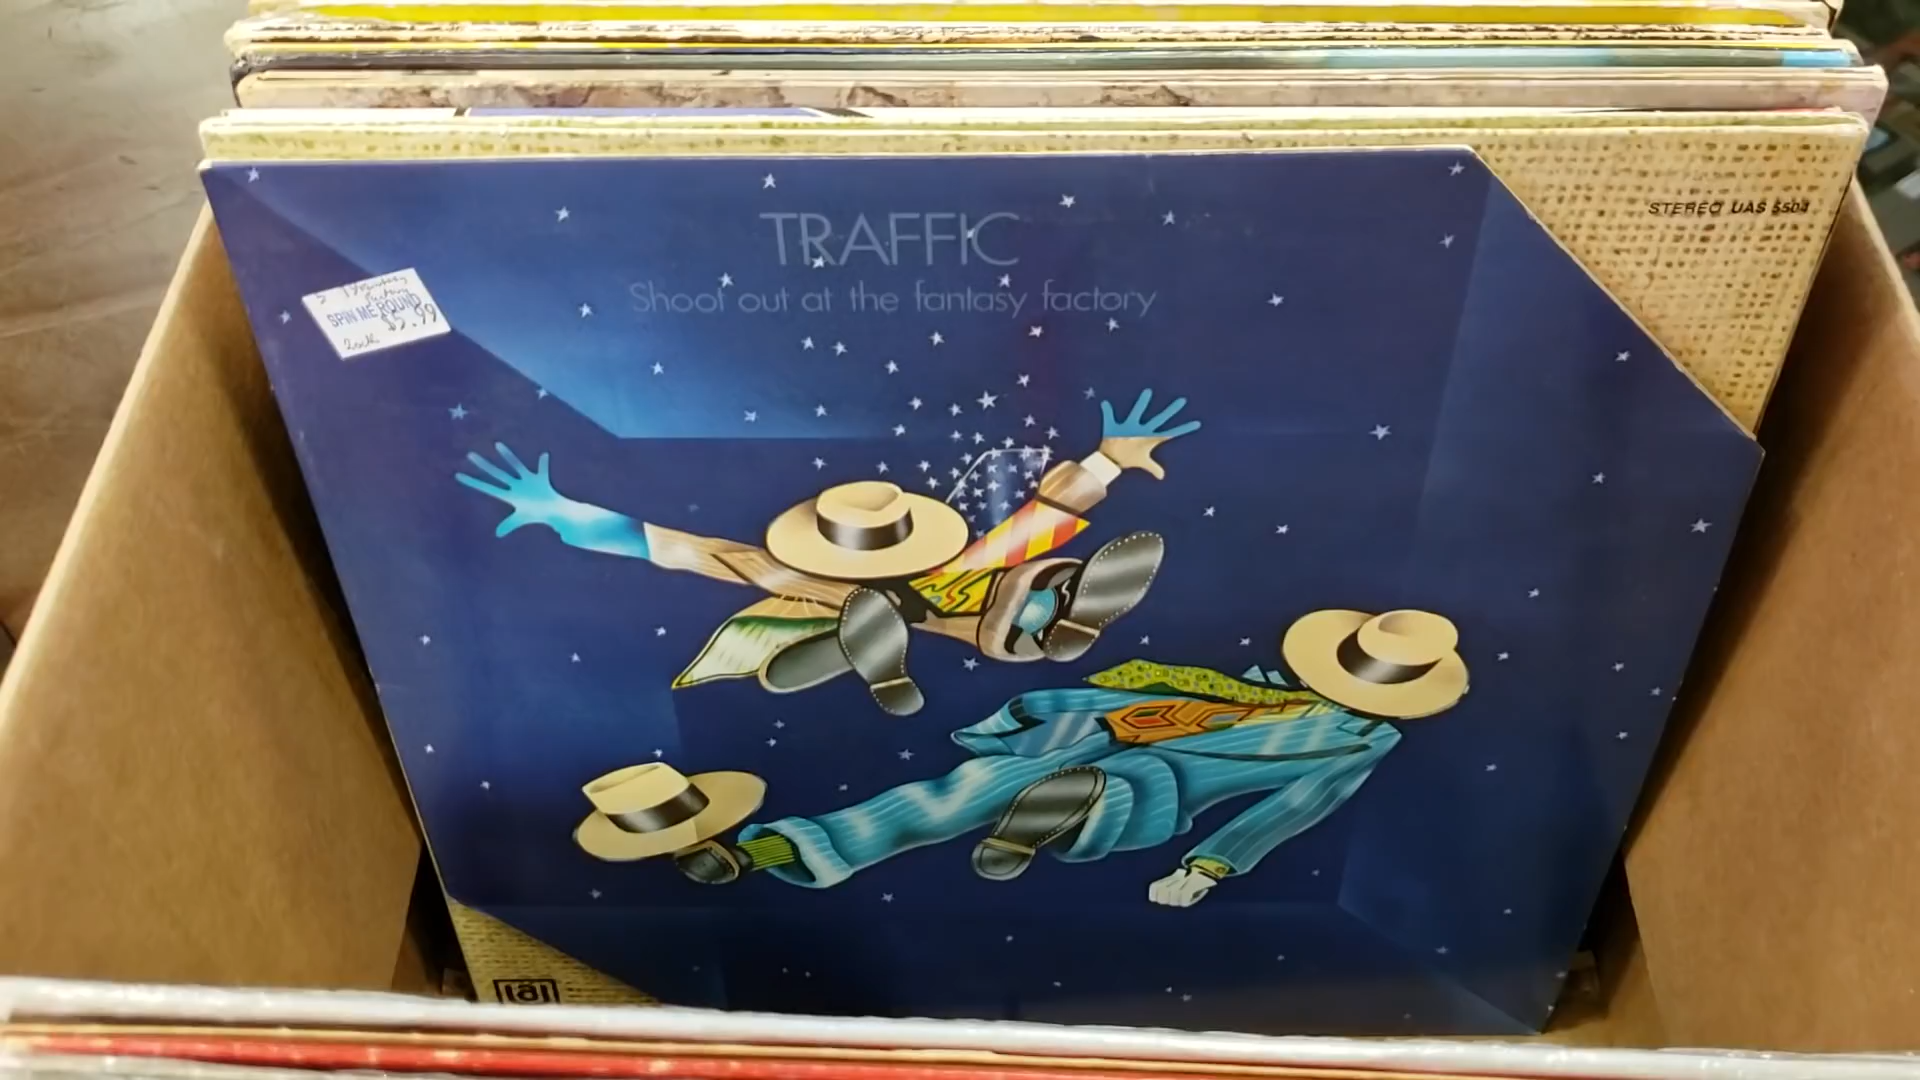 TRAFFIC
Shoot out at the fantasy factory
STEREO UAS 5504
SPIN ME ROUND
$5.99